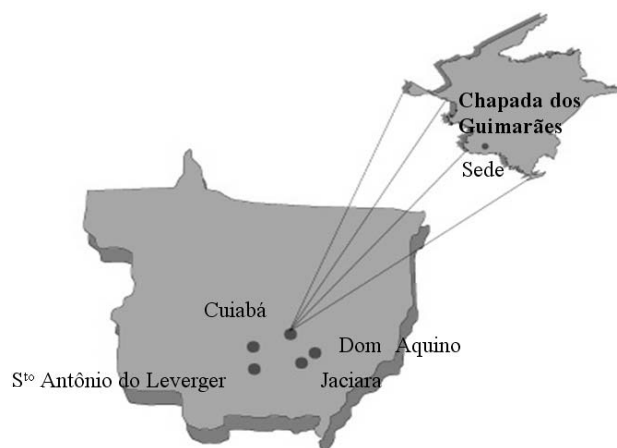 Chapada dos
Guimarães
Sede
Cuiabá
Dom Aquino
Sto Antônio do Leverger
Jaciara